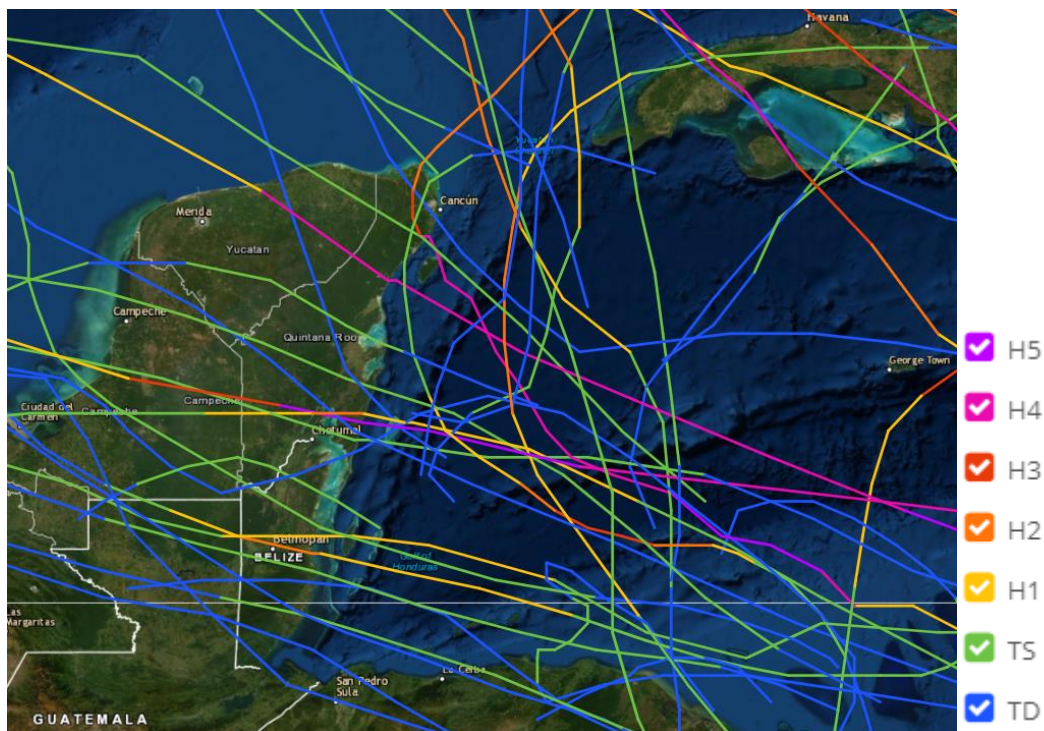 Havana
Cancún
Merida
Yucatan
Campeche
Quintana Roo
H5
George Town
H4
Campeche
Ciudad del
Carmen
Campeche
Chetumal
H3
H2
Belmopan
BELIZE
Gulf of
Honduras
H1
Las
Margaritas
TS
La Ceiba
San Pedro
Sula
GUATEMALA
TD